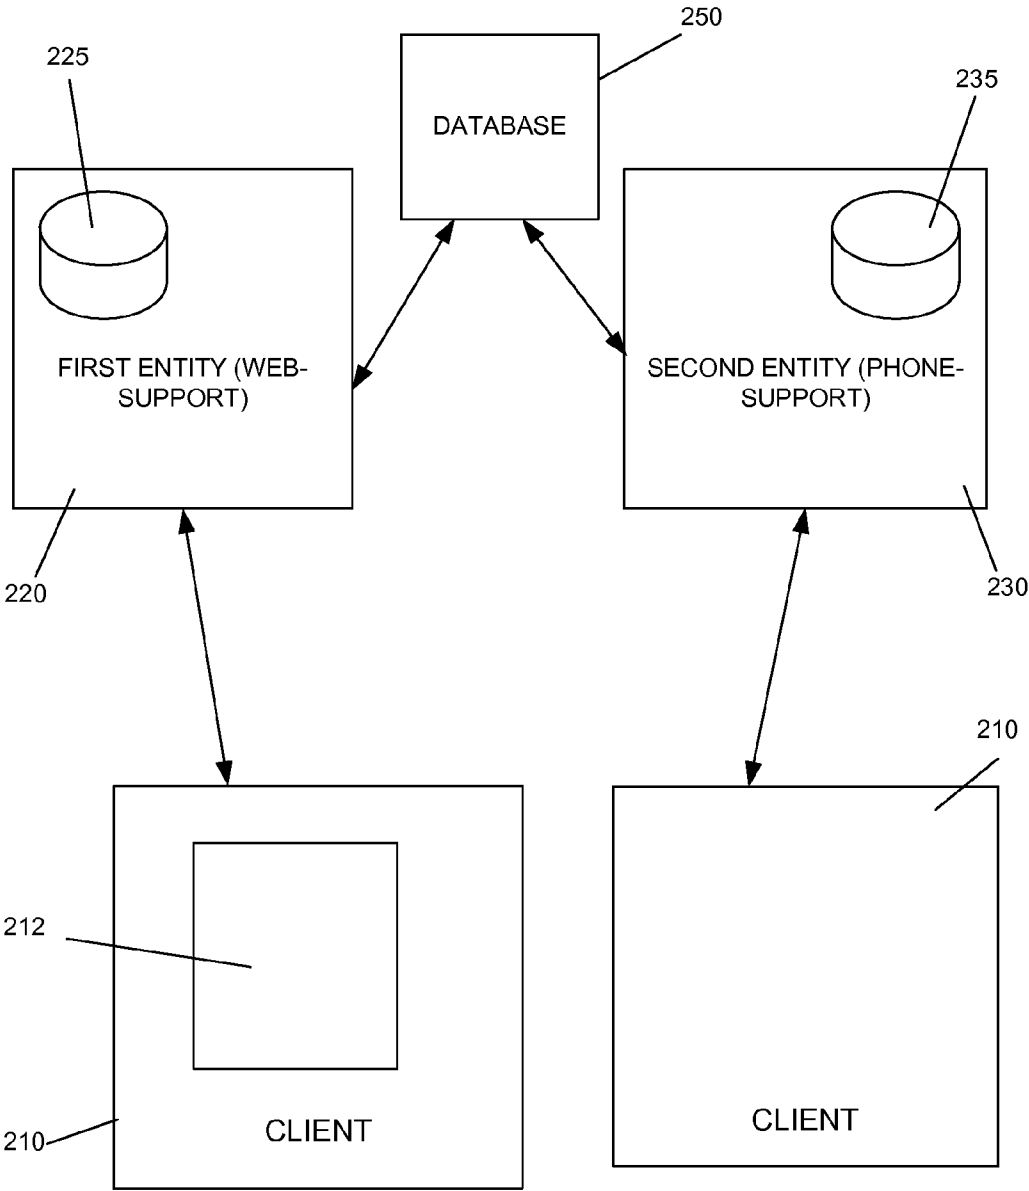 250
225
235
DATABASE
FIRST ENTITY (WEB-
SUPPORT)
SECOND ENTITY (PHONE-
SUPPORT)
220
230
210
212
CLIENT
210
CLIENT